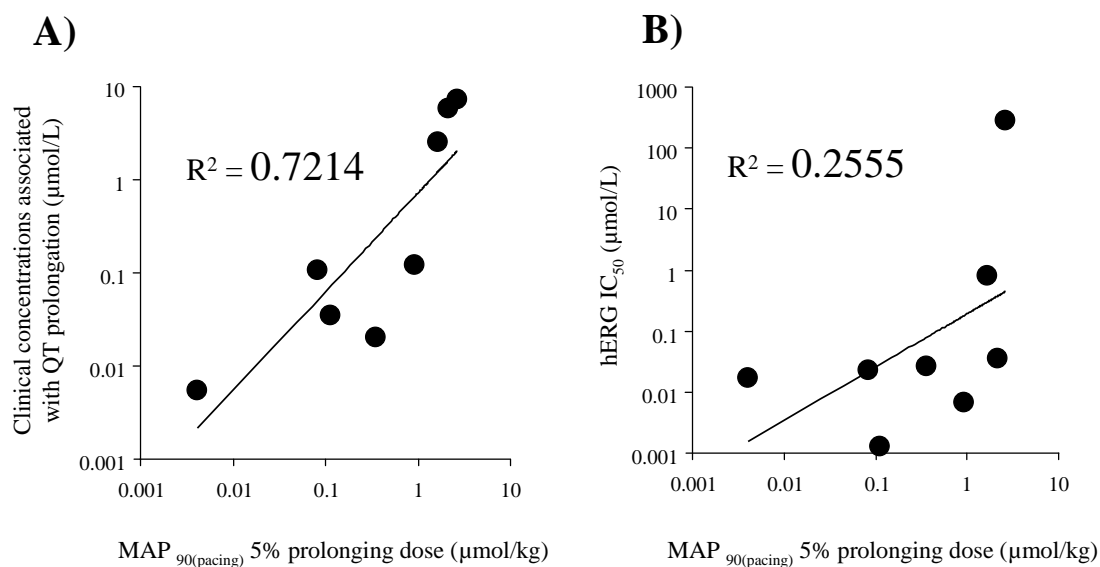 A)
Clinical concentrations associated
with QT prolongation (µmol/L)
10
1
0.1
0.01
0.001
R² = 0.7214
0.001
0.01
0.1
1
10
MAP 90(pacing) 5% prolonging dose (µmol/kg)
B)
hERG IC50 (µmol/L)
1000
100
10
1
0.1
0.01
0.001
R² = 0.2555
0.001
0.01
0.1
1
10
MAP 90(pacing) 5% prolonging dose (µmol/kg)